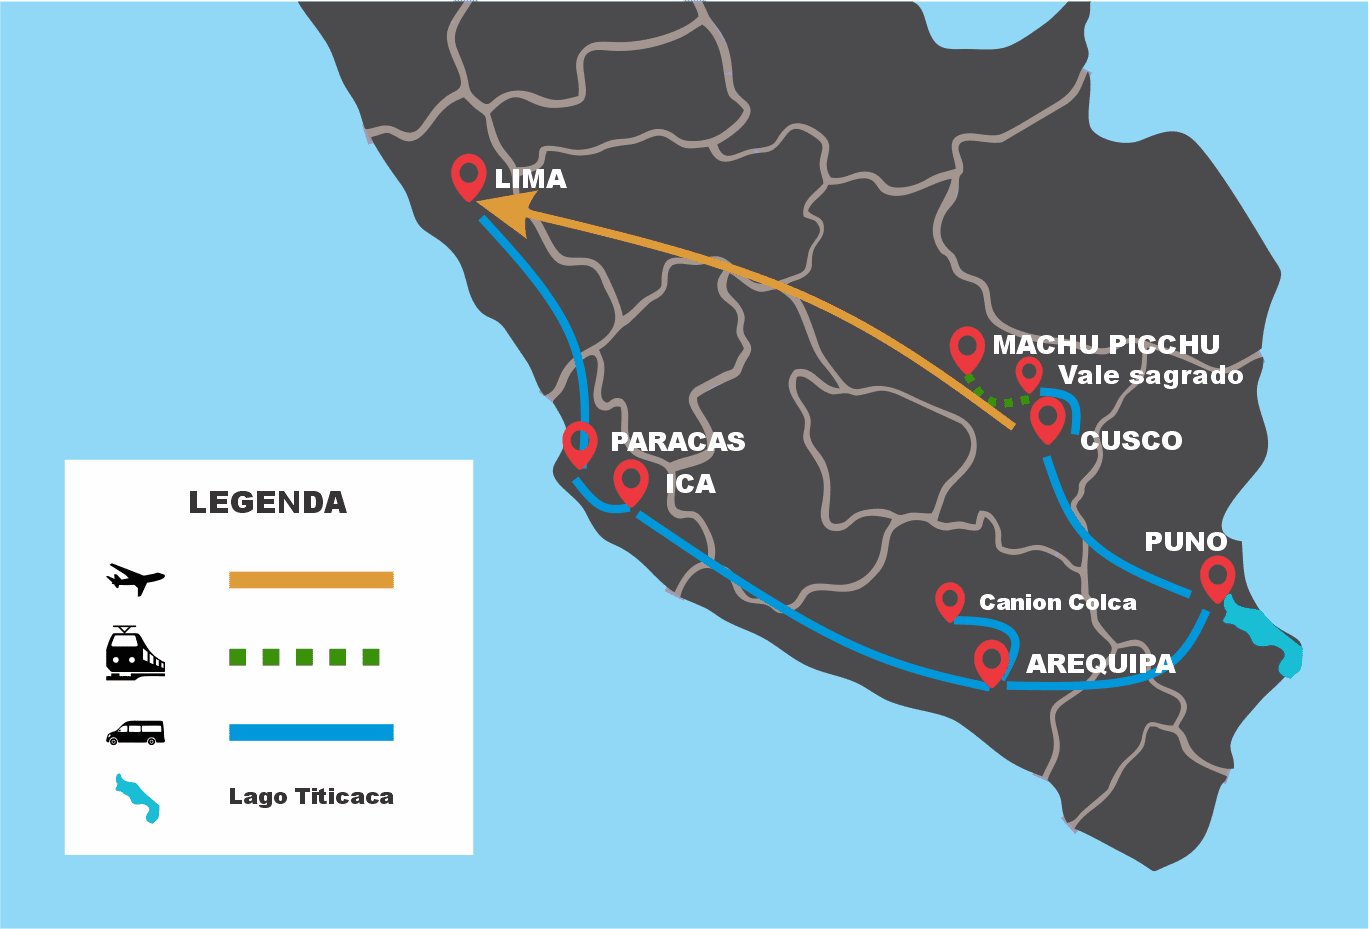 LIMA
MACHU PICCHU
Vale sagrado
CUSCO
PARACAS
ICA
PUNO
Canion Colca
AREQUIPA
LEGENDA
Lago Titicaca